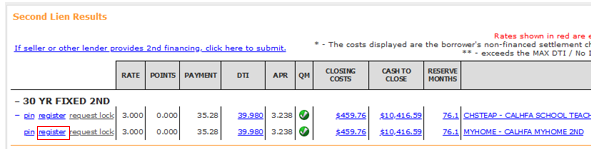 Second Lien Results
Rates shown in red are e
If seller or other lender provides 2nd financing, click here to submit.
* - The costs displayed are the borrower's non-financed settlement ch
** - exceeds the MAX DTI / No I
RATE POINTS PAYMENT DTI APR QM CLOSING COSTS CASH TO CLOSE RESERVE MONTHS
– 30 YR FIXED 2ND
– pin register request lock 3.000 0.000 35.28 39.980 3.238 $459.76 $10,416.59 76.1 CHSTEAP - CALHFA SCHOOL TEACH
pin register request lock 3.000 0.000 35.28 39.980 3.238 $459.76 $10,416.59 76.1 MYHOME - CALHFA MYHOME 2ND